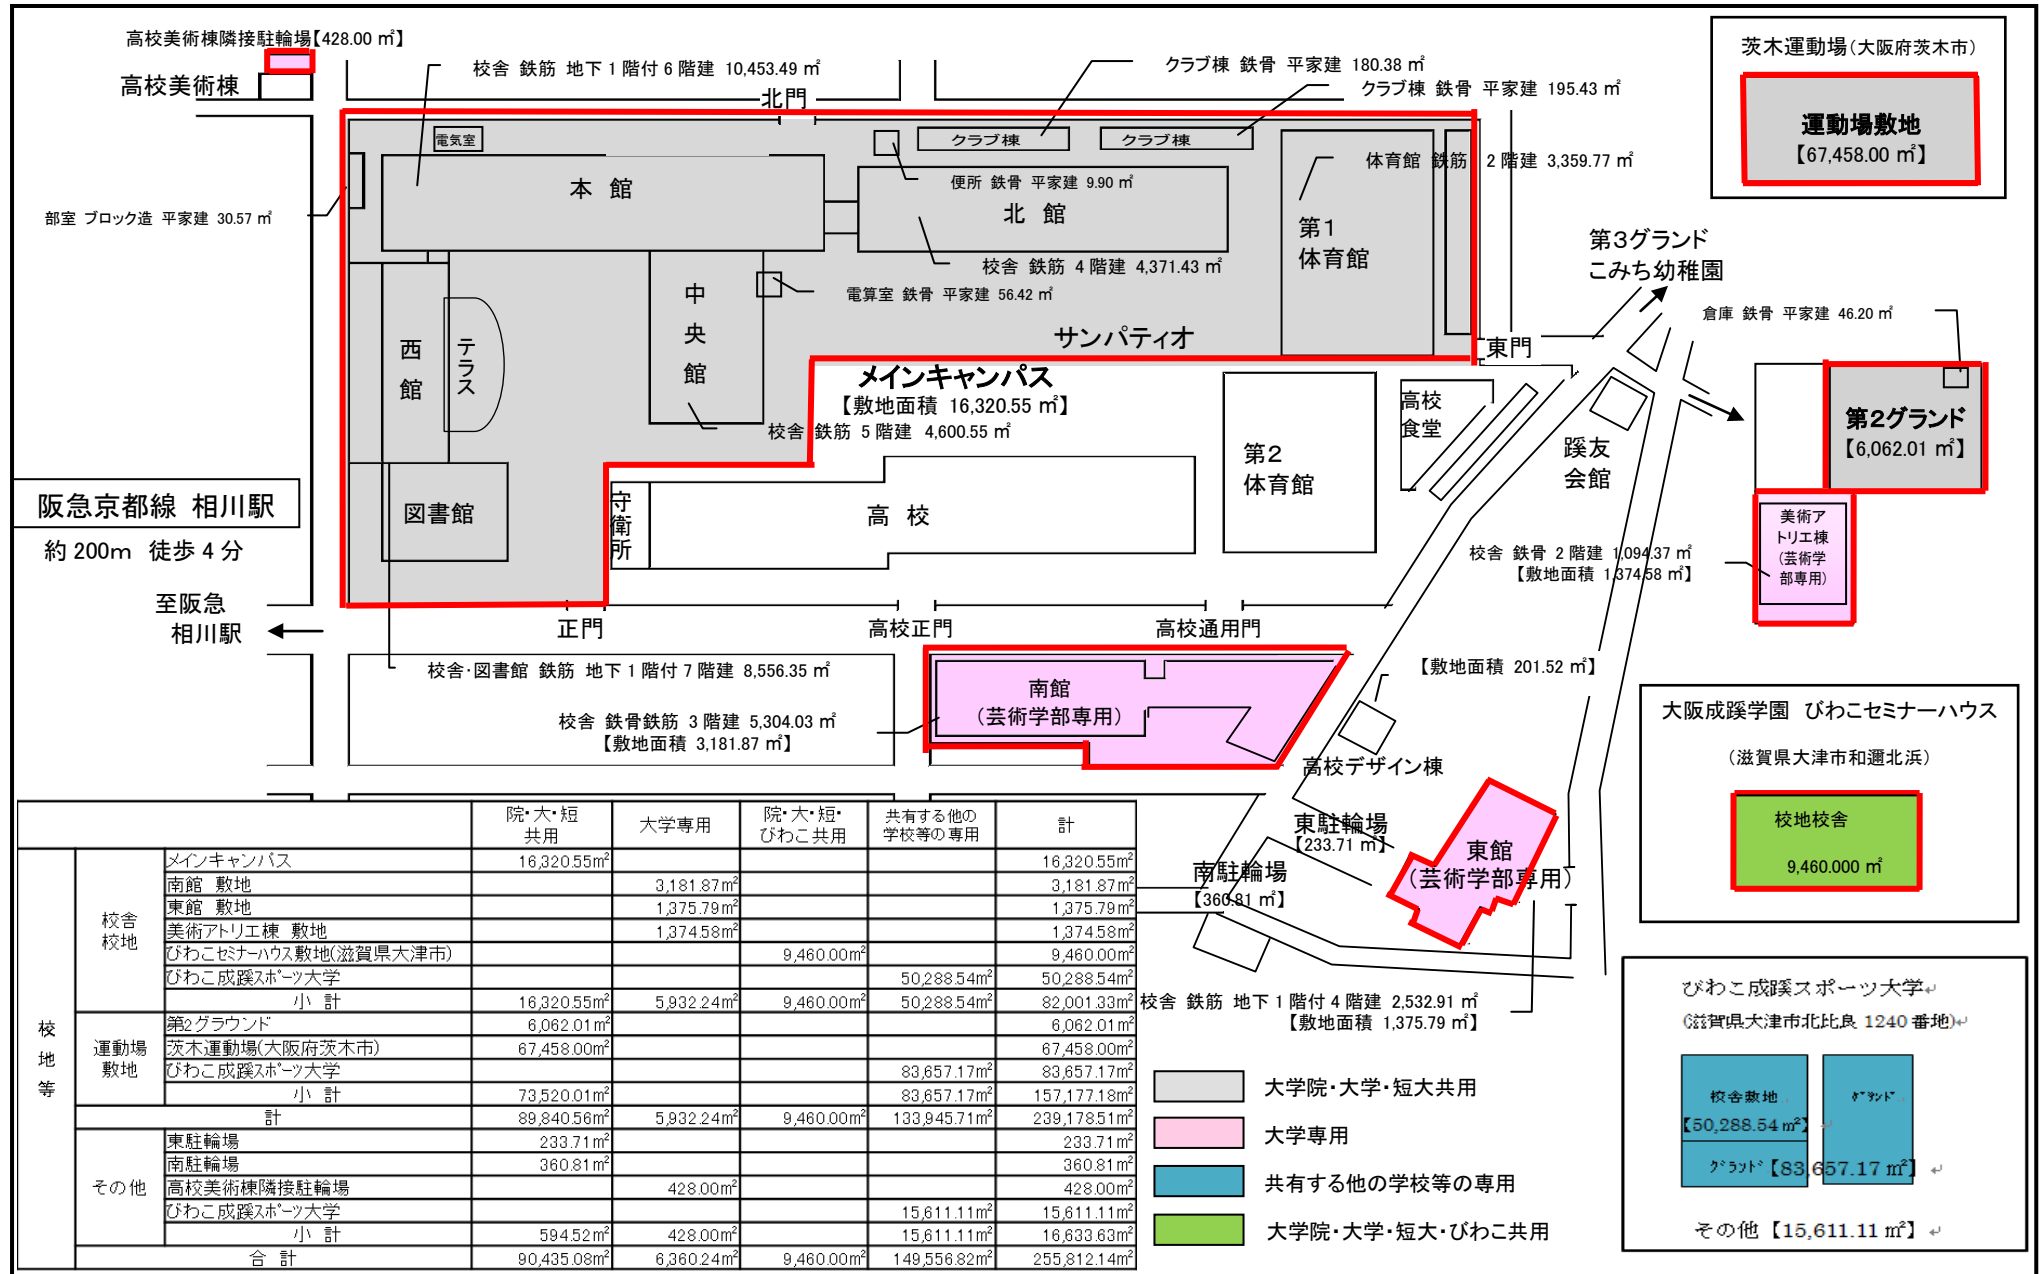 高校美術棟隣接駐輪場【428.00 ㎡】
高校美術棟
校舎 鉄筋 地下 1 階付 6 階建 10,453.49 ㎡
北門
クラブ棟 鉄骨 平家建 180.38 ㎡
クラブ棟 鉄骨 平家建 195.43 ㎡
茨木運動場(大阪府茨木市)
運動場敷地
【67,458.00 ㎡】
電気室
クラブ棟
クラブ棟
体育館 鉄筋 2 階建 3,359.77 ㎡
本 館
便所 鉄骨 平家建 9.90 ㎡
北 館
部室 ブロック造 平家建 30.57 ㎡
第1
体育館
校舎 鉄筋 4 階建 4,371.43 ㎡
電算室 鉄骨 平家建 56.42 ㎡
第3グランド
こみち幼稚園
倉庫 鉄骨 平家建 46.20 ㎡
中
央
館
西
館
テラス
サンパティオ
東門
メインキャンパス
【敷地面積 16,320.55 ㎡】
校舎 鉄筋 5 階建 4,600.55 ㎡
高校
食堂
第2グランド
【6,062.01 ㎡】
第2
体育館
蹊友
会館
阪急京都線 相川駅
約 200m 徒歩 4 分
図書館
守衛所
高 校
美術ア
トリエ棟
(芸術学
部専用)
校舎 鉄骨 2 階建 1,094.37 ㎡
【敷地面積 1,374.58 ㎡】
至阪急
相川駅
正門
高校正門
高校通用門
校舎・図書館 鉄筋 地下 1 階付 7 階建 8,556.35 ㎡
南館
(芸術学部専用)
校舎 鉄骨鉄筋 3 階建 5,304.03 ㎡
【敷地面積 3,181.87 ㎡】
【敷地面積 201.52 ㎡】
高校デザイン棟
大阪成蹊学園 びわこセミナーハウス
(滋賀県大津市和邇北浜)
校地校舎
9,460.000 ㎡
東駐輪場
【233.71 ㎡】
東館
(芸術学部専用)
南駐輪場
【360.81 ㎡】
校舎 鉄筋 地下 1 階付 4 階建 2,532.91 ㎡
【敷地面積 1,375.79 ㎡】
院・大・短共用 大学専用 院・大・短・びわこ共用 共有する他の学校等の専用 計
校地等
校舎校地
メインキャンパス 16,320.55㎡ 16,320.55㎡
南館 敷地 3,181.87㎡ 3,181.87㎡
東館 敷地 1,375.79㎡ 1,375.79㎡
美術アトリエ棟 敷地 1,374.58㎡ 1,374.58㎡
びわこセミナーハウス敷地(滋賀県大津市) 9,460.00㎡ 9,460.00㎡
びわこ成蹊スポーツ大学 50,288.54㎡ 50,288.54㎡
小 計 16,320.55㎡ 5,932.24㎡ 9,460.00㎡ 50,288.54㎡ 82,001.33㎡
運動場敷地
第2グラウンド 6,062.01㎡ 6,062.01㎡
茨木運動場(大阪府茨木市) 67,458.00㎡ 67,458.00㎡
びわこ成蹊スポーツ大学 83,657.17㎡ 83,657.17㎡
小 計 73,520.01㎡ 83,657.17㎡ 157,177.18㎡
計 89,840.56㎡ 5,932.24㎡ 9,460.00㎡ 133,945.71㎡ 239,178.51㎡
その他
東駐輪場 233.71㎡ 233.71㎡
南駐輪場 360.81㎡ 360.81㎡
高校美術棟隣接駐輪場 428.00㎡ 428.00㎡
びわこ成蹊スポーツ大学 15,611.11㎡ 15,611.11㎡
小 計 594.52㎡ 428.00㎡ 15,611.11㎡ 16,633.63㎡
合 計 90,435.08㎡ 6,360.24㎡ 9,460.00㎡ 149,556.82㎡ 255,812.14㎡
大学院・大学・短大共用
大学専用
共有する他の学校等の専用
大学院・大学・短大・びわこ共用
びわこ成蹊スポーツ大学↵
(滋賀県大津市北比良 1240 番地)↵
校舎敷地
【50,288.54 ㎡】
グランド
グランド【83,657.17 ㎡】 ↵
その他【15,611.11 ㎡】 ↵